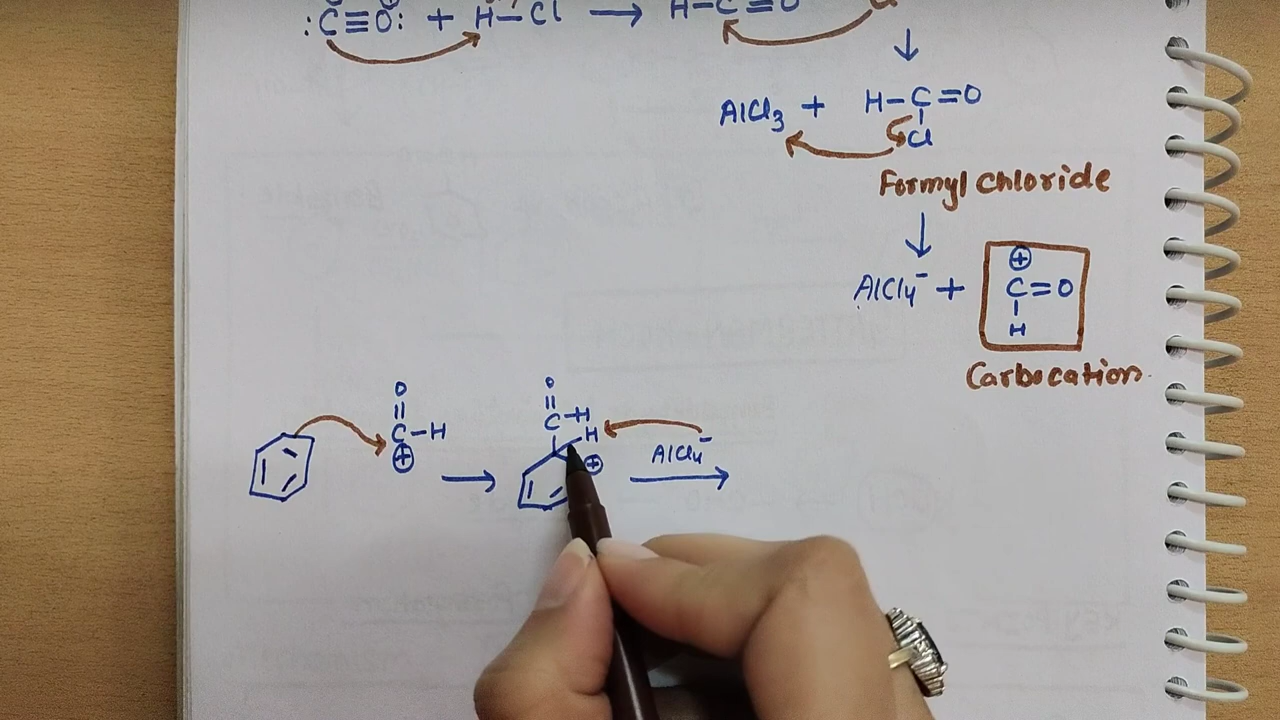 :C≡O: + H–Cl → H–C≡O
AlCl3 + H–C=O
Cl
Formyl chloride
AlCl4⁻ + ⊕
C=O
H
Carbocation
O O
C–H C–H
⊕ H
⊕ AlCl4⁻